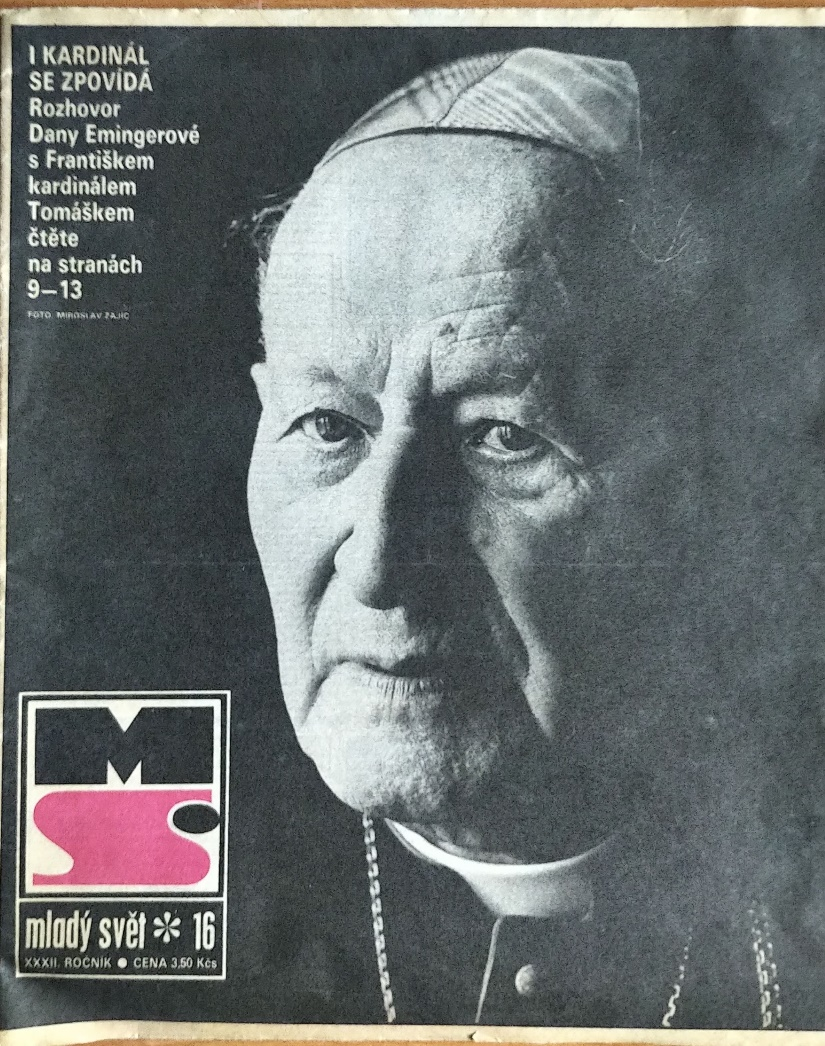 I KARDINÁL
SE ZPOVÍDÁ
Rozhovor
Dany Emingerové
s Františkem
kardinálem
Tomáškem
čtěte
na stranách
9—13
FOTO: MIROSLAV ZAJÍC
MS
mladý svět * 16
XXXII. ROČNÍK ● CENA 3,50 Kčs